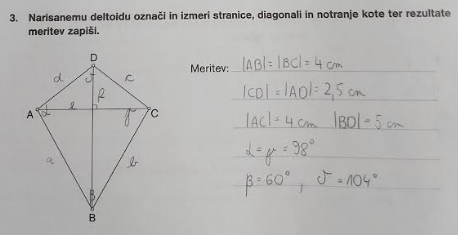 3. Narisanemu deltoidu označi in izmeri stranice, diagonali in notranje kote ter rezultate
meritev zapiši.
D
d δ c
f
Meritev: |AB| = |BC| = 4 cm
|CD| = |AD| = 2,5 cm
A α e γ C
|AC| = 4 cm |BD| = 5 cm
a b
α = γ = 98°
β
β = 60°, δ = 104°
B